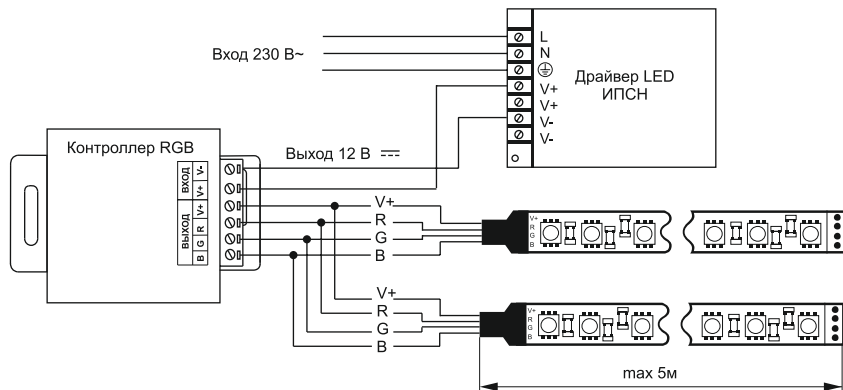 Вход 230 В~
L
N
V+
V+
V-
V-
Драйвер LED
ИПСН
Контроллер RGB
Выход 12 В
ВХОД
V-
V+
ВЫХОД
V+
R
G
B
V+
R
G
B
V+
R
G
B
V+
R
G
B
V+
R
G
B
max 5м